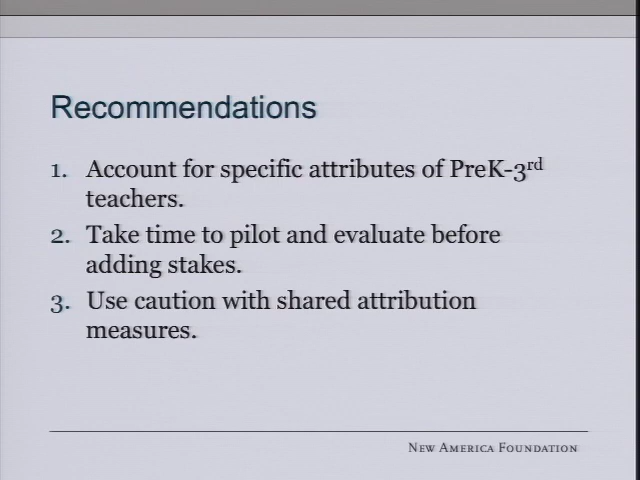 Recommendations
1. Account for specific attributes of PreK-3rd
teachers.
2. Take time to pilot and evaluate before
adding stakes.
3. Use caution with shared attribution
measures.
NEW AMERICA FOUNDATION